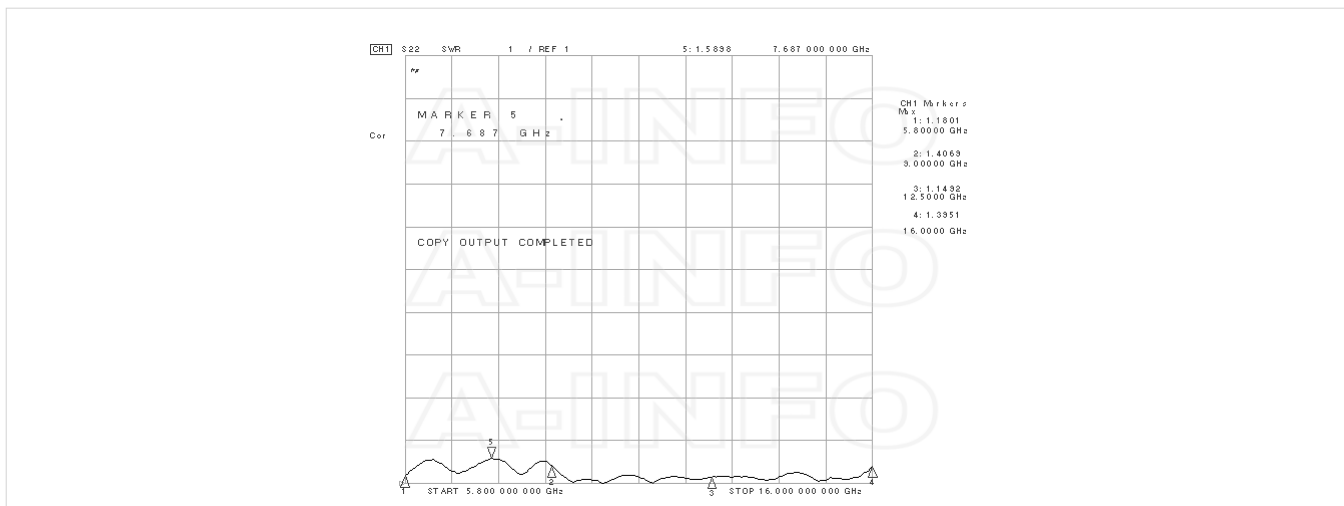 CH1 S22 SWR 1 / REF 1 5: 1.5898 7.687 000 000 GHz
hp
MARKER 5
7.687 GHz
Cor
COPY OUTPUT COMPLETED
CH1 Markers
Max
1: 1.1801
5.80000 GHz
2: 1.4069
9.00000 GHz
3: 1.1492
12.5000 GHz
4: 1.3951
16.0000 GHz
A-INFO
A-INFO
A-INFO
5
1
2
3
4
START 5.800 000 000 GHz STOP 16.000 000 000 GHz